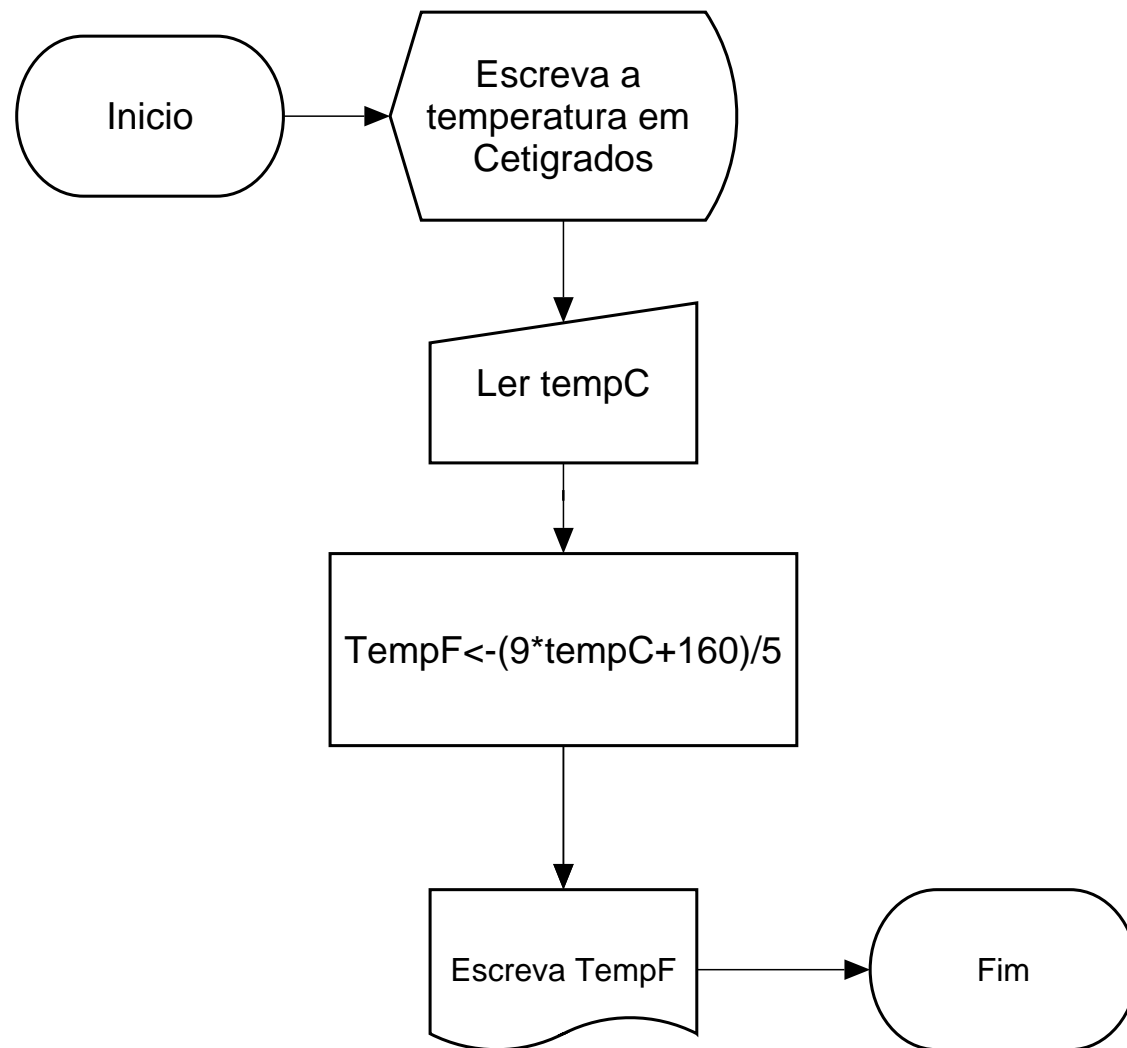 Inicio
Escreva a
temperatura em
Cetigrados
Ler tempC
TempF<-(9*tempC+160)/5
Escreva TempF
Fim